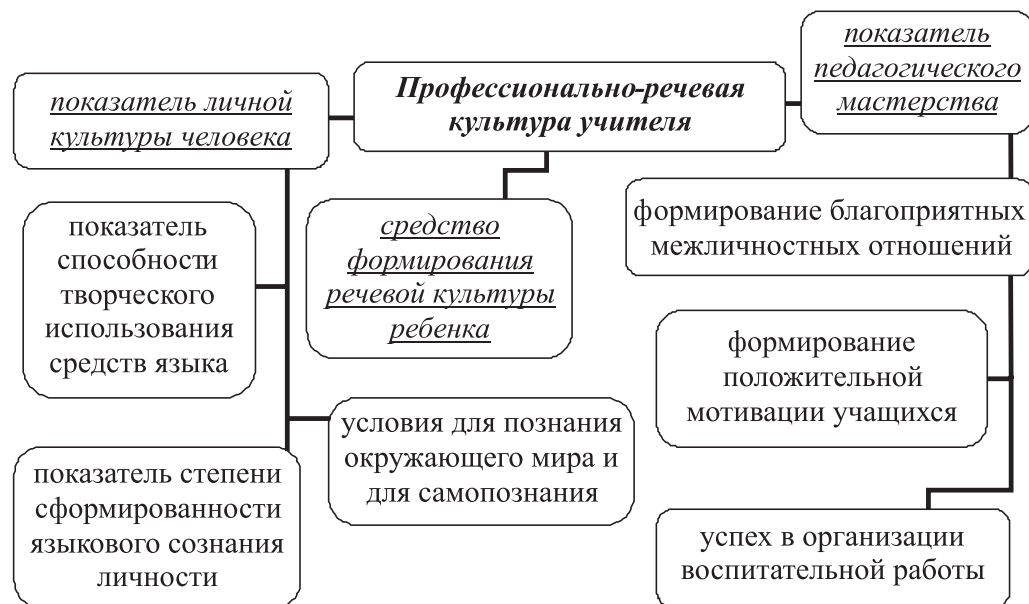 показатель личной
культуры человека
Профессионально-речевая
культура учителя
показатель
педагогического
мастерства
показатель
способности
творческого
использования
средств языка
средство
формирования
речевой культуры
ребенка
формирование благоприятных
межличностных отношений
формирование
положительной
мотивации учащихся
условия для познания
окружающего мира и
для самопознания
показатель степени
сформированности
языкового сознания
личности
успех в организации
воспитательной работы